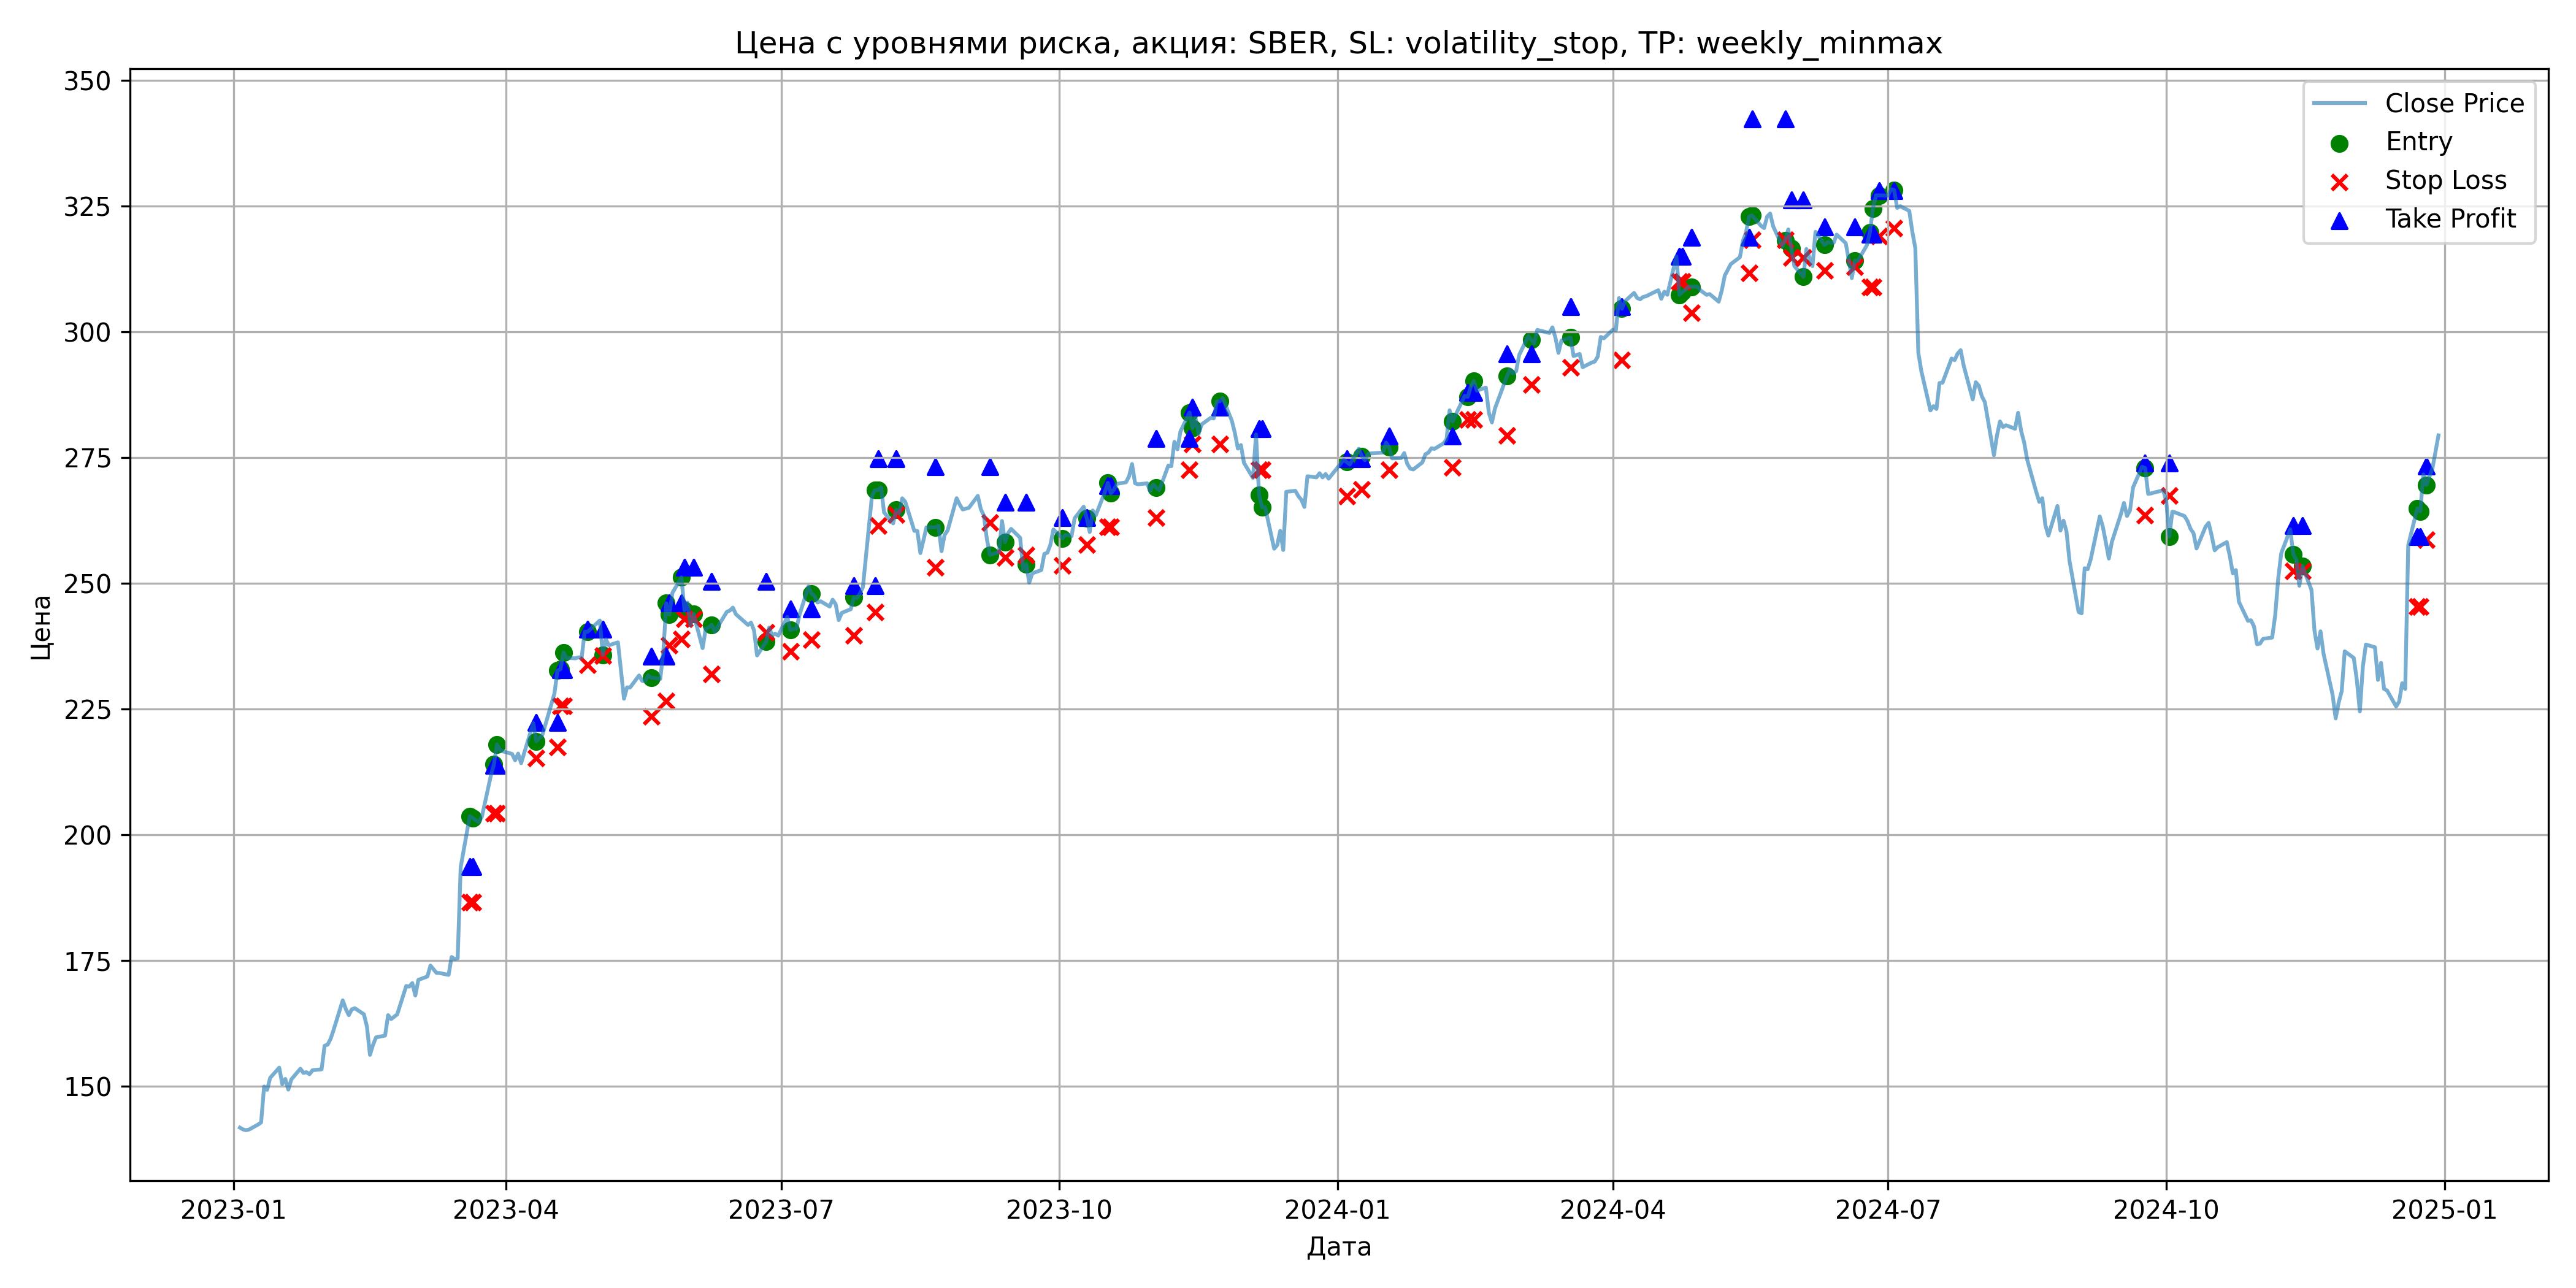 Цена с уровнями риска, акция: SBER, SL: volatility_stop, TP: weekly_minmax
350
325
300
275
250
225
200
175
150
Цена
Close Price
Entry
Stop Loss
Take Profit
2023-01 2023-04 2023-07 2023-10 2024-01 2024-04 2024-07 2024-10 2025-01
Дата